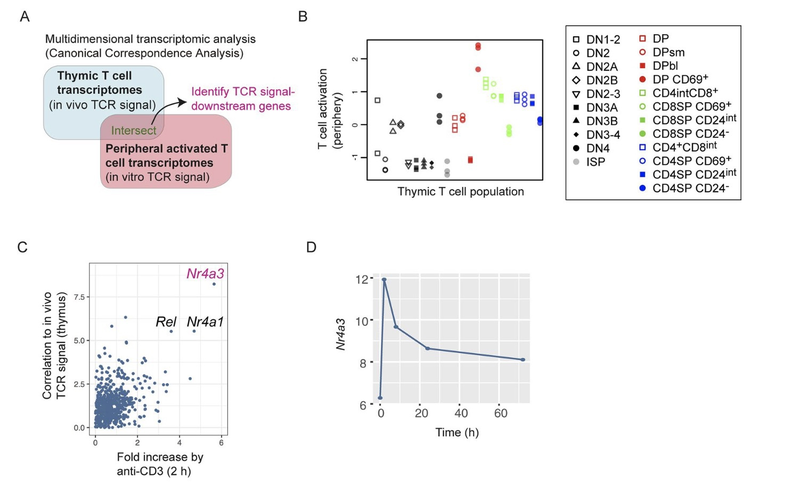 A
Multidimensional transcriptomic analysis
(Canonical Correspondence Analysis)
Thymic T cell
transcriptomes
(in vivo TCR signal)
Intersect
Identify TCR signal-
downstream genes
Peripheral activated T
cell transcriptomes
(in vitro TCR signal)
B
T cell activation
(periphery)
2
1
0
-1
Thymic T cell population
DN1-2
DN2
DN2A
DN2B
DN2-3
DN3A
DN3B
DN3-4
DN4
ISP
DP
DPsm
DPbl
DP CD69+
CD4intCD8+
CD8SP CD69+
CD8SP CD24int
CD8SP CD24-
CD4+CD8int
CD4SP CD69+
CD4SP CD24int
CD4SP CD24-
C
Correlation to in vivo
TCR signal (thymus)
7.5
5.0
2.5
0.0
Nr4a3
Rel Nr4a1
0 2 4 6
Fold increase by
anti-CD3 (2 h)
D
Nr4a3
12
10
8
6
0 20 40 60
Time (h)